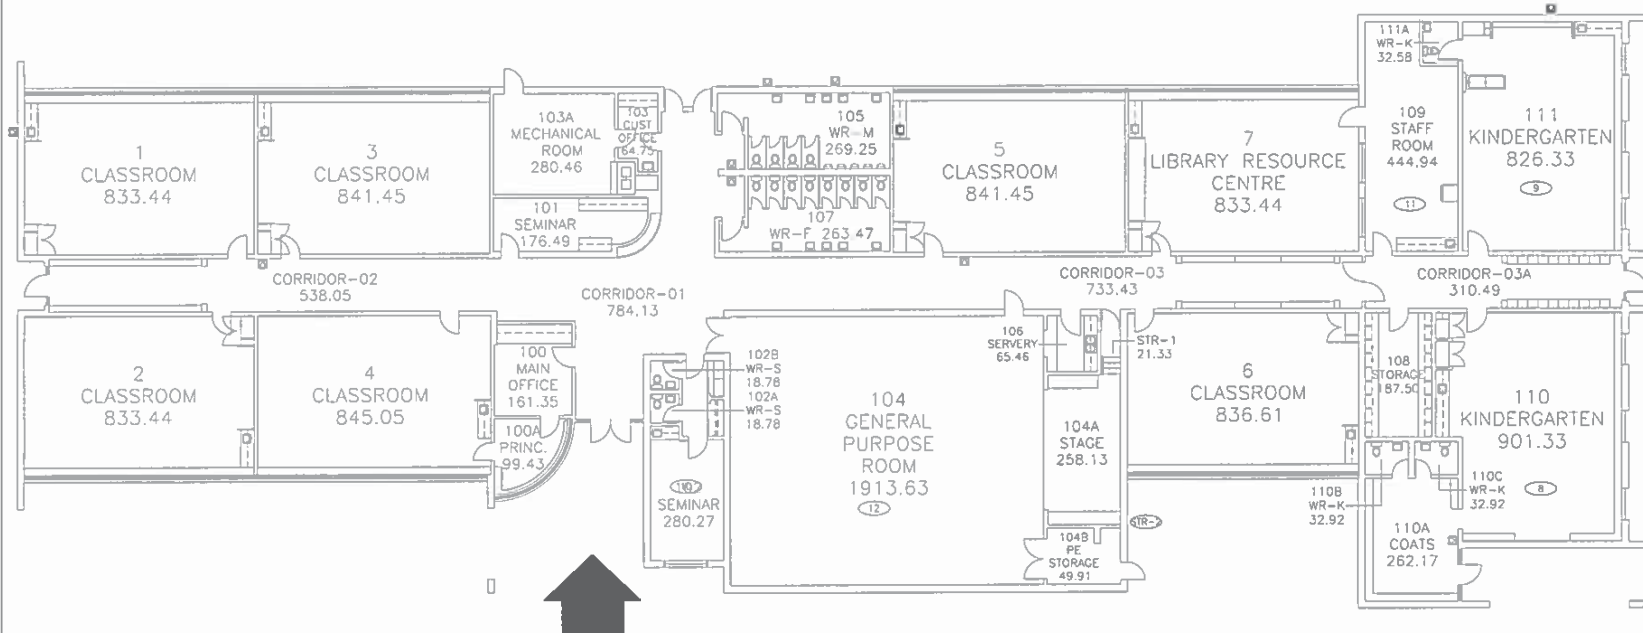 1
CLASSROOM
833.44
3
CLASSROOM
841.45
103A
MECHANICAL
ROOM
280.46
103
CUST
OFFICE
64.75
101
SEMINAR
176.49
105
WR-M
269.25
107
WR-F 263.47
5
CLASSROOM
841.45
7
LIBRARY RESOURCE
CENTRE
833.44
109
STAFF
ROOM
444.94
11
111A
WR-K
32.58
111
KINDERGARTEN
826.33
9
CORRIDOR-02
538.05
CORRIDOR-01
784.13
CORRIDOR-03
733.43
CORRIDOR-03A
310.49
2
CLASSROOM
833.44
4
CLASSROOM
845.05
100
MAIN
OFFICE
161.35
100A
PRINC.
99.43
102B
WR-S
18.78
102A
WR-S
18.78
SEMINAR
280.27
104
GENERAL
PURPOSE
ROOM
1913.63
12
106
SERVERY
65.46
STR-1
21.33
104A
STAGE
258.13
104B
PE
STORAGE
49.91
STR-2
6
CLASSROOM
836.61
108
STORAGE
187.50
110
KINDERGARTEN
901.33
8
110B
WR-K
32.92
110C
WR-K
32.92
110A
COATS
262.17